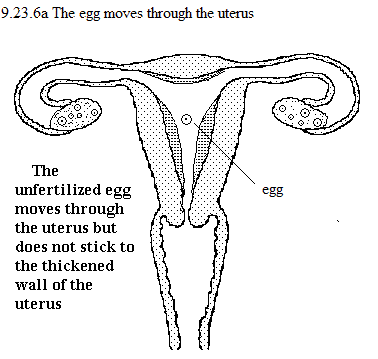 9.23.6a The egg moves through the uterus
egg
The
unfertilized egg
moves through
the uterus but
does not stick to
the thickened
wall of the
uterus